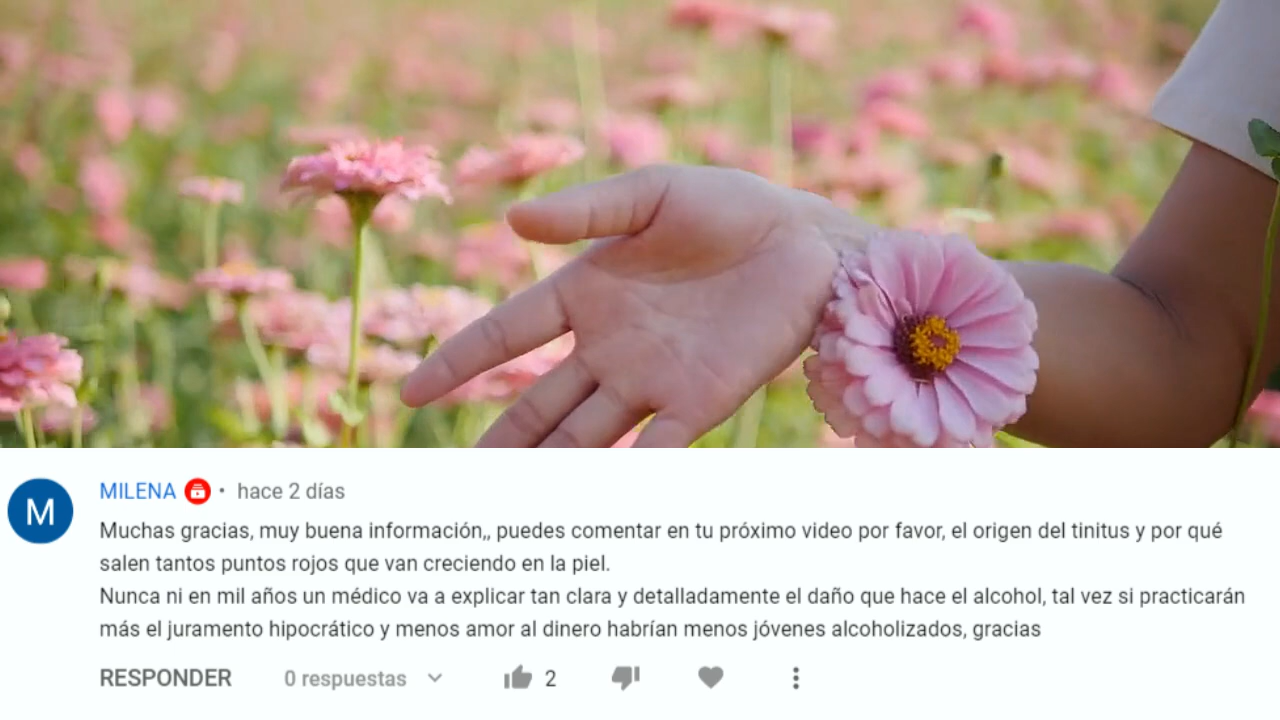 M
MILENA • hace 2 días
Muchas gracias, muy buena información,, puedes comentar en tu próximo video por favor, el origen del tinitus y por qué
salen tantos puntos rojos que van creciendo en la piel.
Nunca ni en mil años un médico va a explicar tan clara y detalladamente el daño que hace el alcohol, tal vez si practicarán
más el juramento hipocrático y menos amor al dinero habrían menos jóvenes alcoholizados, gracias
RESPONDER 0 respuestas 2